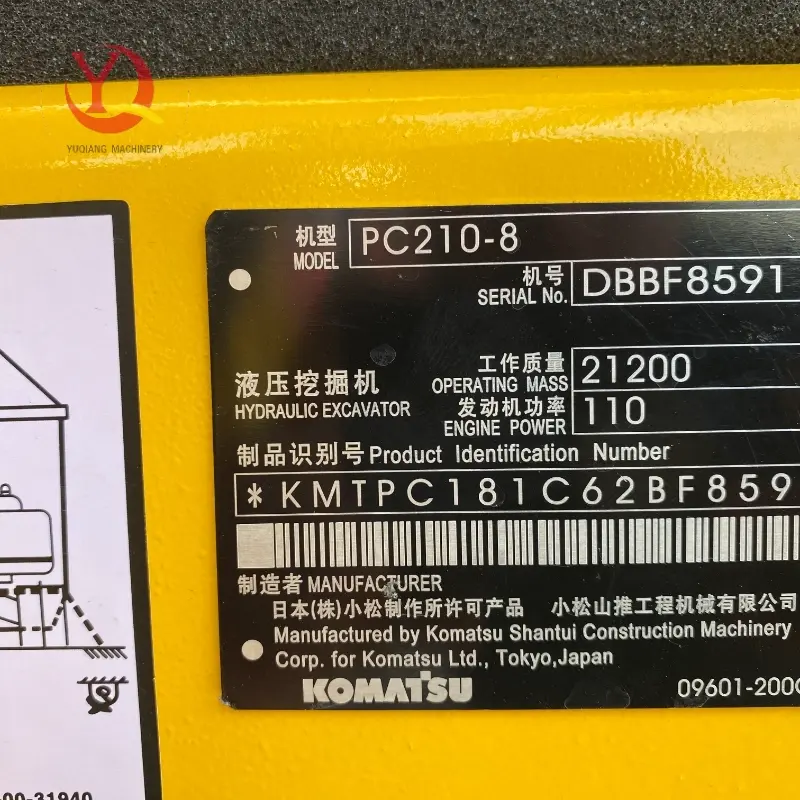 YUQIANG MACHINERY
机型 PC210-8
MODEL
机号 DBBF8591
SERIAL No.
工作质量 21200
OPERATING MASS
液压挖掘机
HYDRAULIC EXCAVATOR
发动机功率 110
ENGINE POWER
制品识别号 Product Identification Number
*KMTPC181C62BF859
制造者 MANUFACTURER
日本(株)小松制作所许可产品 小松山推工程机械有限公司
Manufactured by Komatsu Shantui Construction Machinery
Corp. for Komatsu Ltd., Tokyo,Japan
KOMATSU
09601-200
00-31940